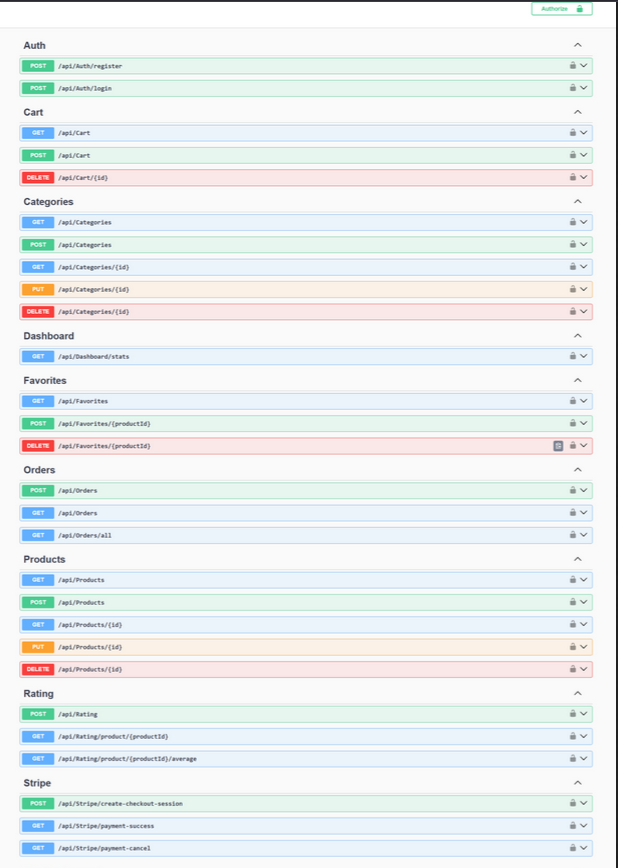 Authorize
Auth
POST /api/Auth/register
POST /api/Auth/login
Cart
GET /api/Cart
POST /api/Cart
DELETE /api/Cart/{id}
Categories
GET /api/Categories
POST /api/Categories
GET /api/Categories/{id}
PUT /api/Categories/{id}
DELETE /api/Categories/{id}
Dashboard
GET /api/Dashboard/stats
Favorites
GET /api/Favorites
POST /api/Favorites/{productId}
DELETE /api/Favorites/{productId}
Orders
POST /api/Orders
GET /api/Orders
GET /api/Orders/all
Products
GET /api/Products
POST /api/Products
GET /api/Products/{id}
PUT /api/Products/{id}
DELETE /api/Products/{id}
Rating
POST /api/Rating
GET /api/Rating/product/{productId}
GET /api/Rating/product/{productId}/average
Stripe
POST /api/Stripe/create-checkout-session
GET /api/Stripe/payment-success
GET /api/Stripe/payment-cancel